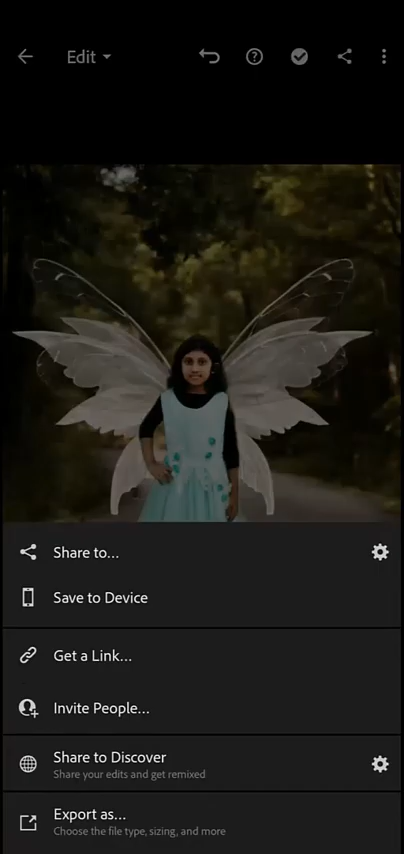 Edit
Share to...
Save to Device
Get a Link...
Invite People...
Share to Discover
Share your edits and get remixed
Export as...
Choose the file type, sizing, and more